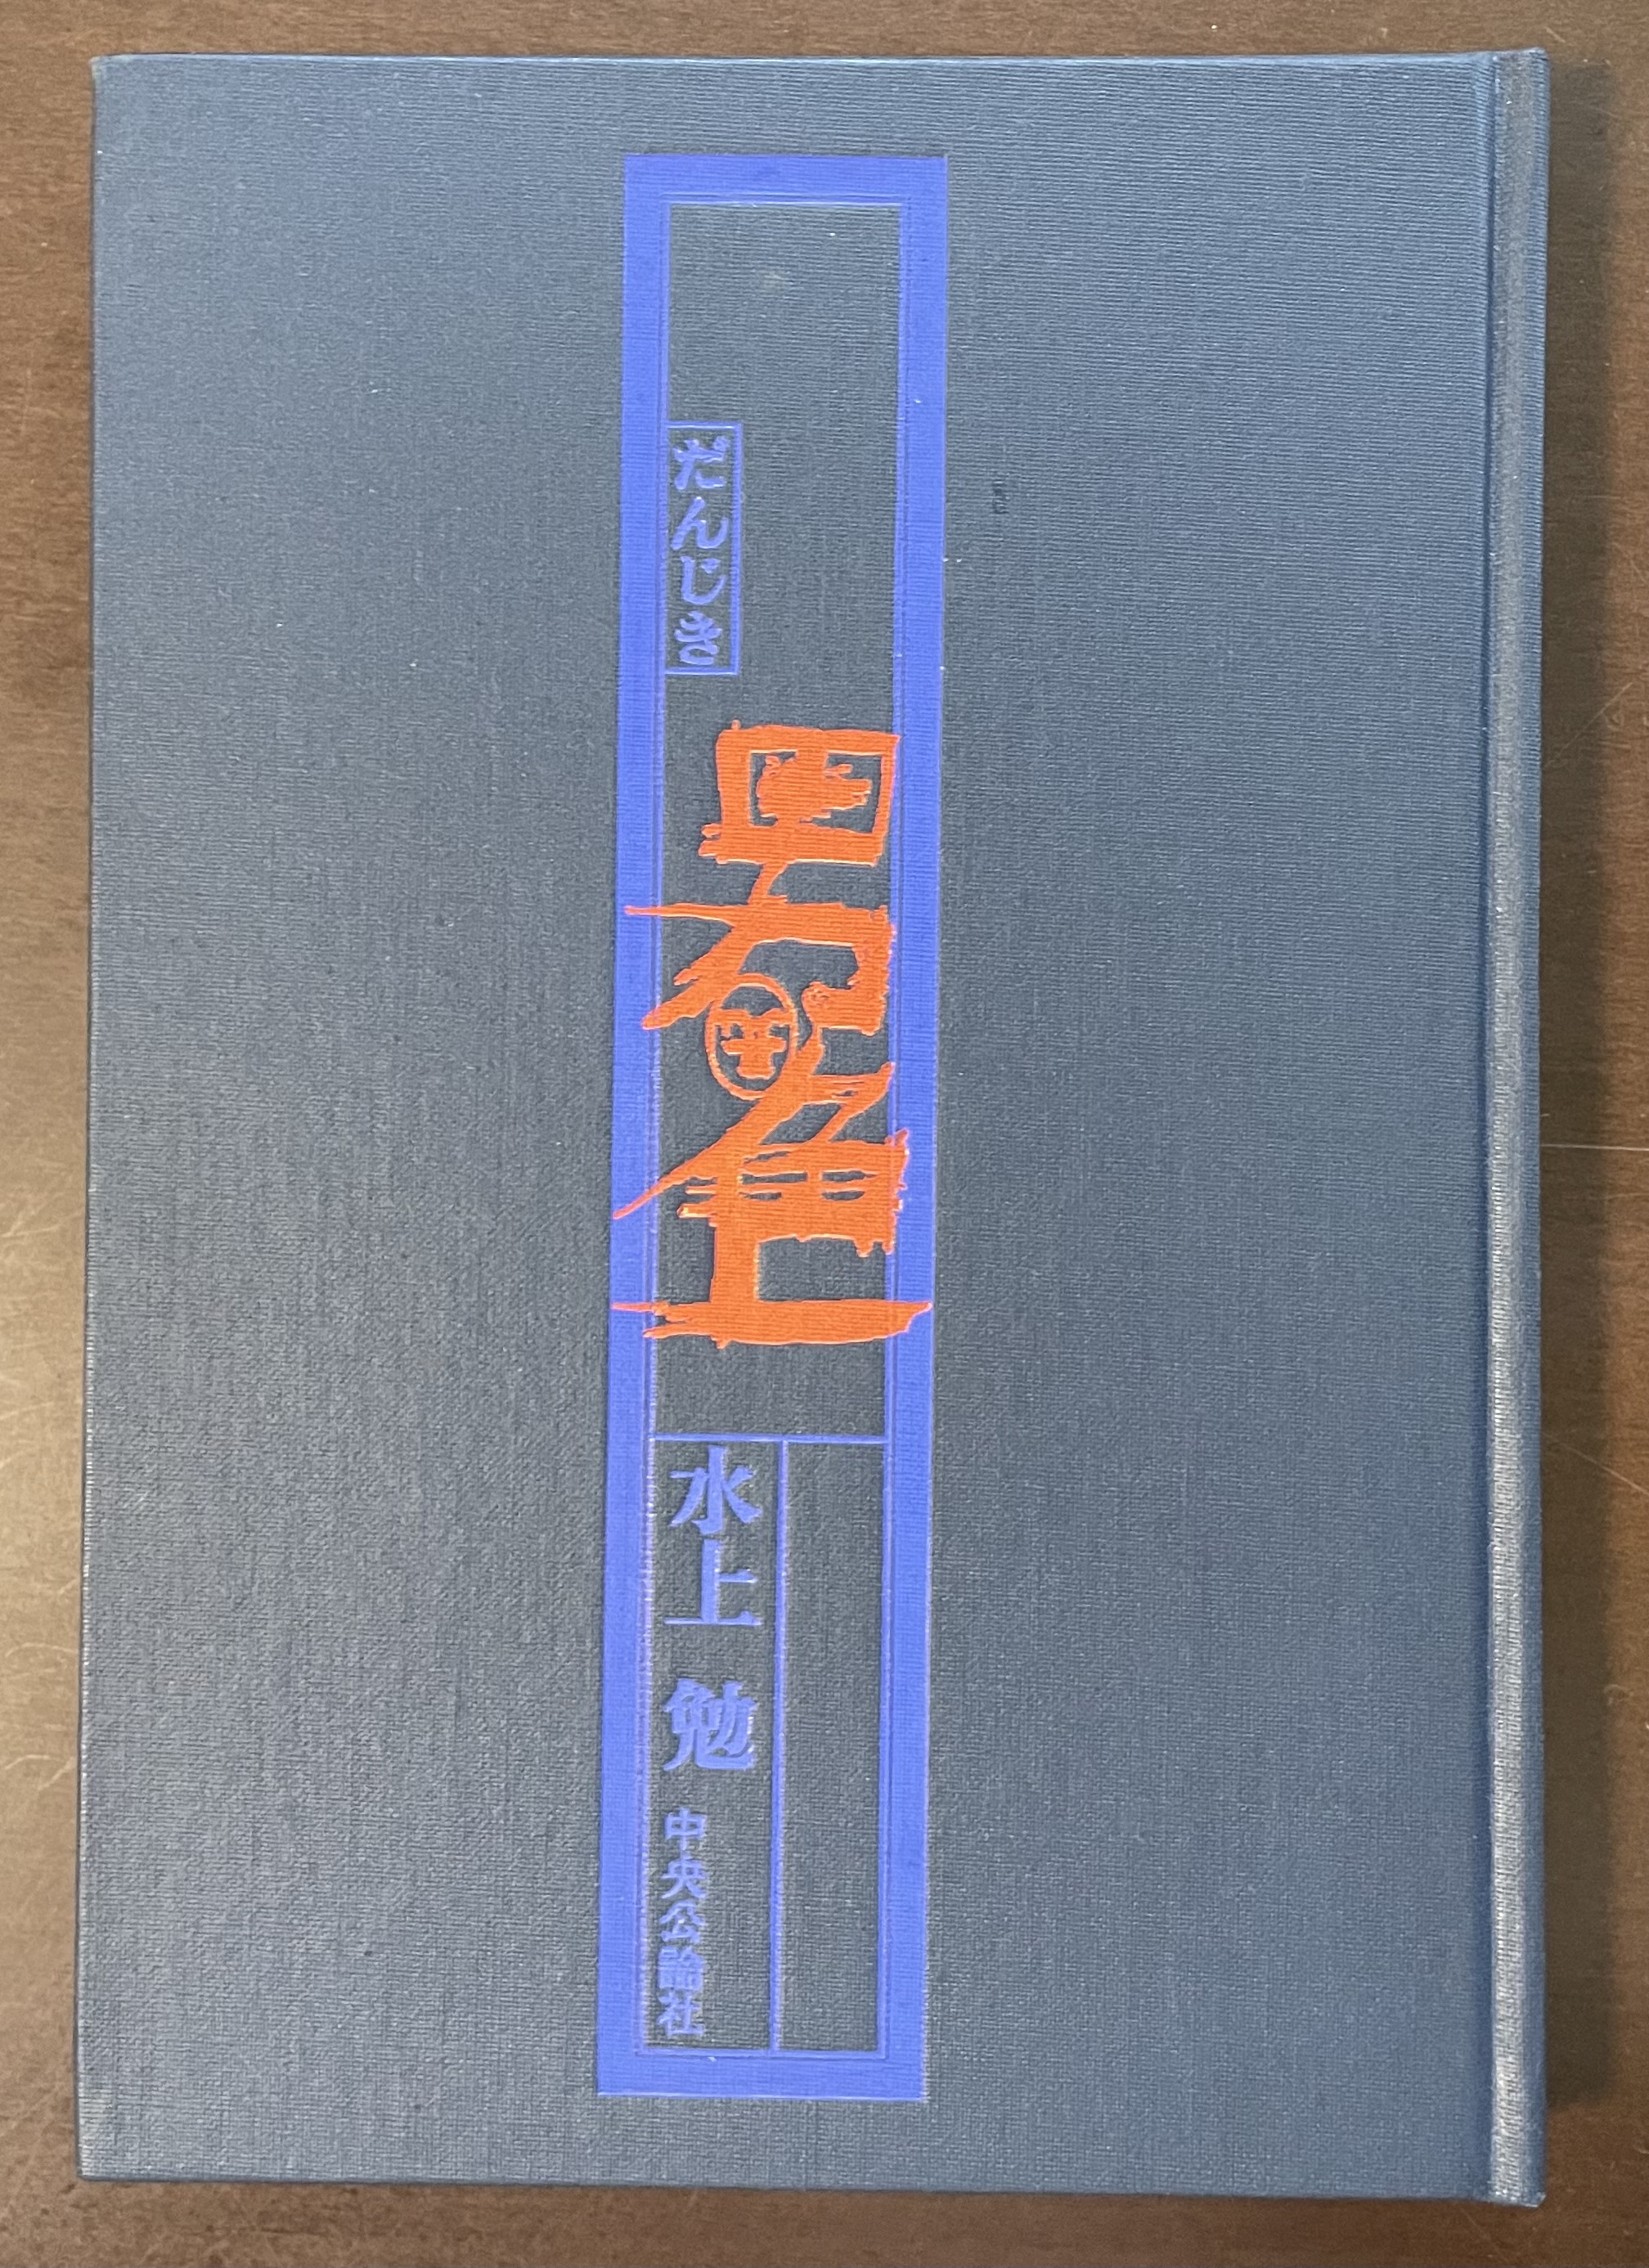 だんじき
男色
水上 勉
中央公論社